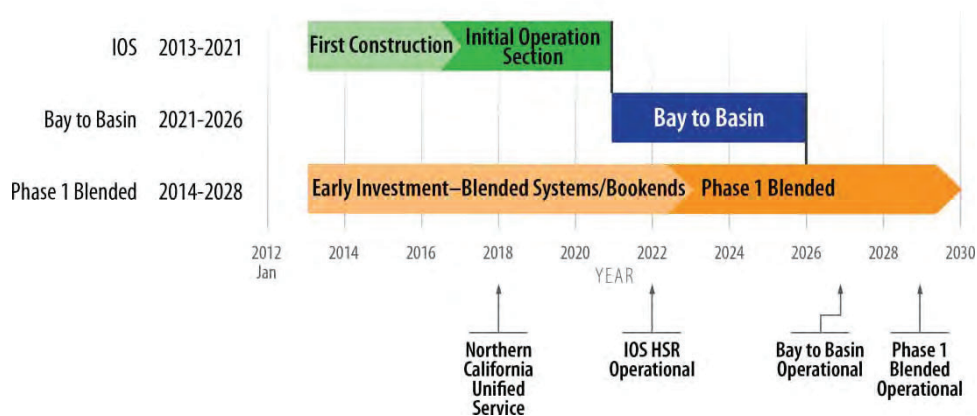 IOS 2013-2021
First Construction
Initial Operation
Section
Bay to Basin 2021-2026
Bay to Basin
Phase 1 Blended 2014-2028
Early Investment–Blended Systems/Bookends
Phase 1 Blended
2012
Jan
2014
2016
2018
2020
2022
2024
2026
2028
2030
YEAR
Northern
California
Unified
Service
IOS HSR
Operational
Bay to Basin
Operational
Phase 1
Blended
Operational